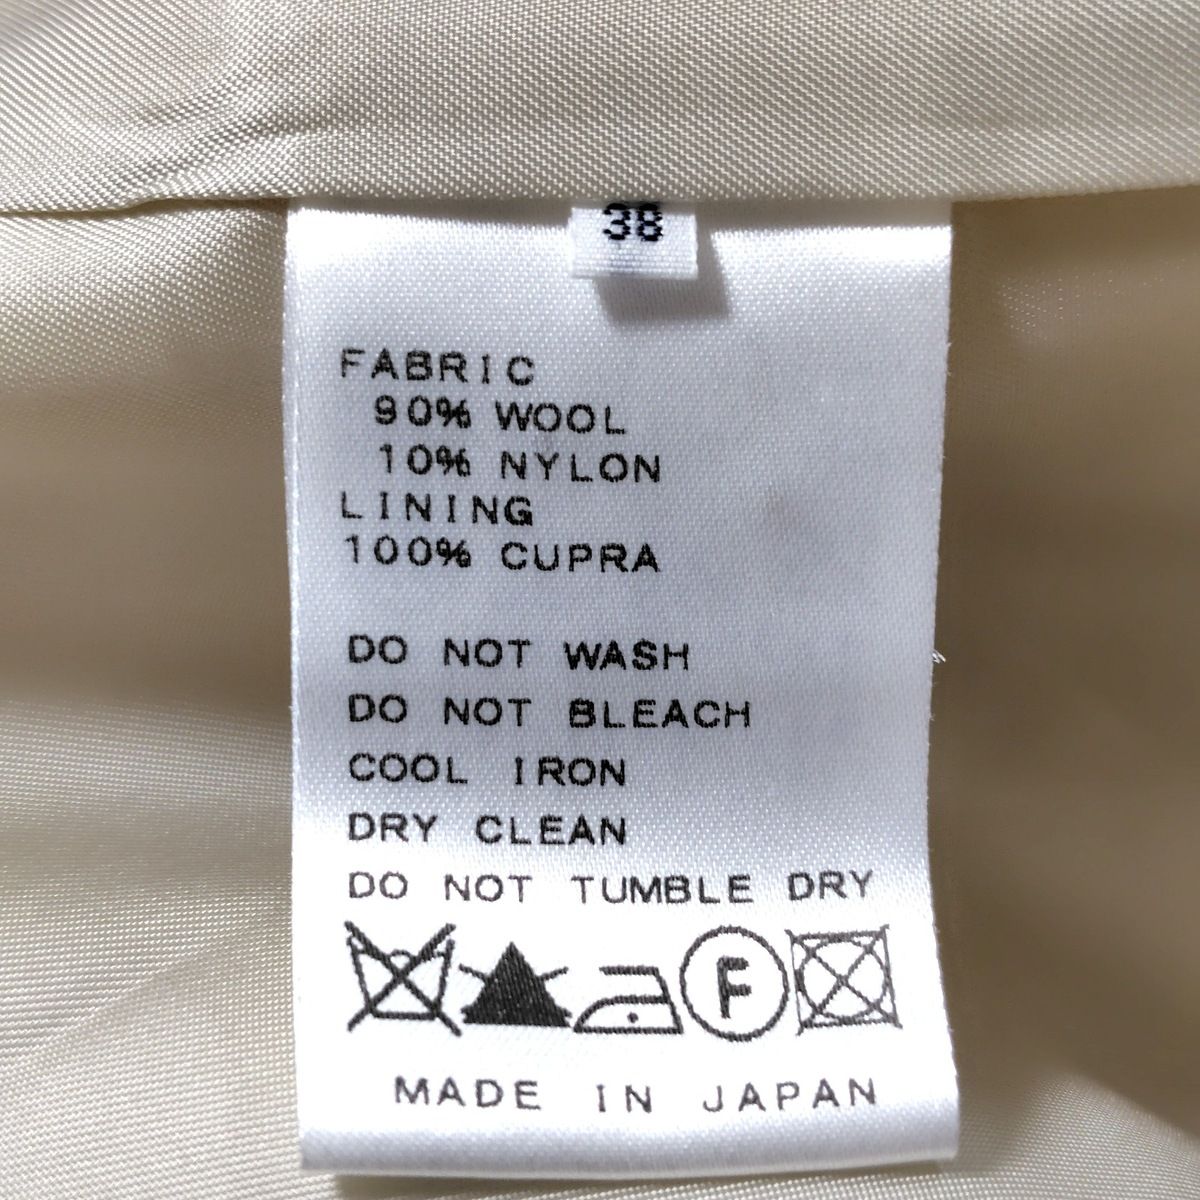 38
FABRIC
90% WOOL
10% NYLON
LINING
100% CUPRA
DO NOT WASH
DO NOT BLEACH
COOL IRON
DRY CLEAN
DO NOT TUMBLE DRY
F
MADE IN JAPAN